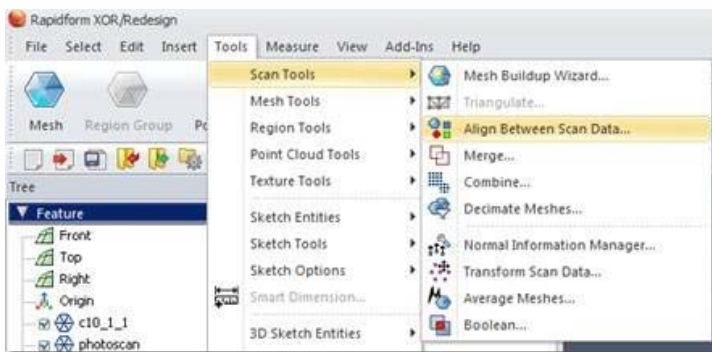 Rapidform XOR/Redesign
File Select Edit Insert Tools Measure View Add-Ins Help
Mesh Region Group
Tree
Feature
Front
Top
Right
Origin
c10_1_1
photoscan
Scan Tools
Mesh Tools
Region Tools
Point Cloud Tools
Texture Tools
Sketch Entities
Sketch Tools
Sketch Options
Smart Dimension...
3D Sketch Entities
Mesh Buildup Wizard...
Triangulate...
Align Between Scan Data...
Merge...
Combine...
Decimate Meshes...
Normal Information Manager...
Transform Scan Data...
Average Meshes...
Boolean...